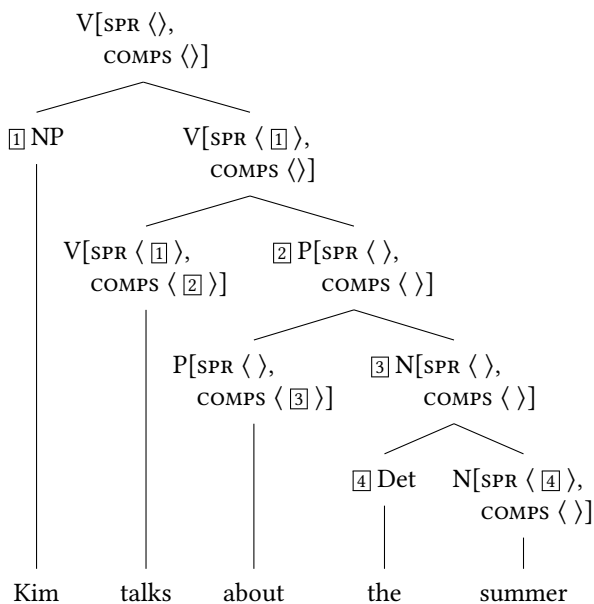 V[SPR ⟨⟩,
COMPS ⟨⟩]
1 NP V[SPR ⟨ 1 ⟩,
COMPS ⟨⟩]
V[SPR ⟨ 1 ⟩, 2 P[SPR ⟨ ⟩,
COMPS ⟨ 2 ⟩] COMPS ⟨ ⟩]
P[SPR ⟨ ⟩, 3 N[SPR ⟨ ⟩,
COMPS ⟨ 3 ⟩] COMPS ⟨ ⟩]
4 Det N[SPR ⟨ 4 ⟩,
COMPS ⟨ ⟩]
Kim talks about the summer